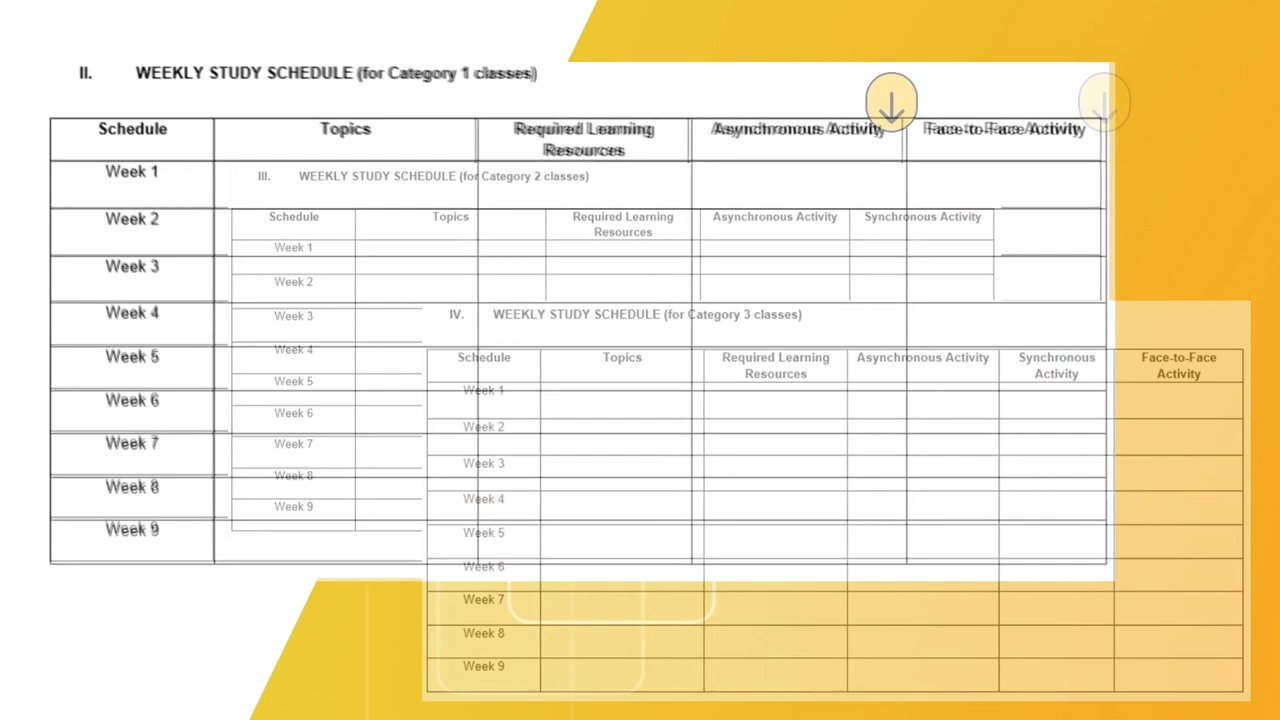 II. WEEKLY STUDY SCHEDULE (for Category 1 classes)
Schedule Topics Required Learning Resources Asynchronous Activity Face-to-Face Activity
Week 1
Week 2
Week 3
Week 4
Week 5
Week 6
Week 7
Week 8
Week 9
III. WEEKLY STUDY SCHEDULE (for Category 2 classes)
Schedule Topics Required Learning Resources Asynchronous Activity Synchronous Activity
Week 1
Week 2
Week 3
Week 4
Week 5
Week 6
Week 7
Week 8
Week 9
IV. WEEKLY STUDY SCHEDULE (for Category 3 classes)
Schedule Topics Required Learning Resources Asynchronous Activity Synchronous Activity Face-to-Face Activity
Week 1
Week 2
Week 3
Week 4
Week 5
Week 6
Week 7
Week 8
Week 9